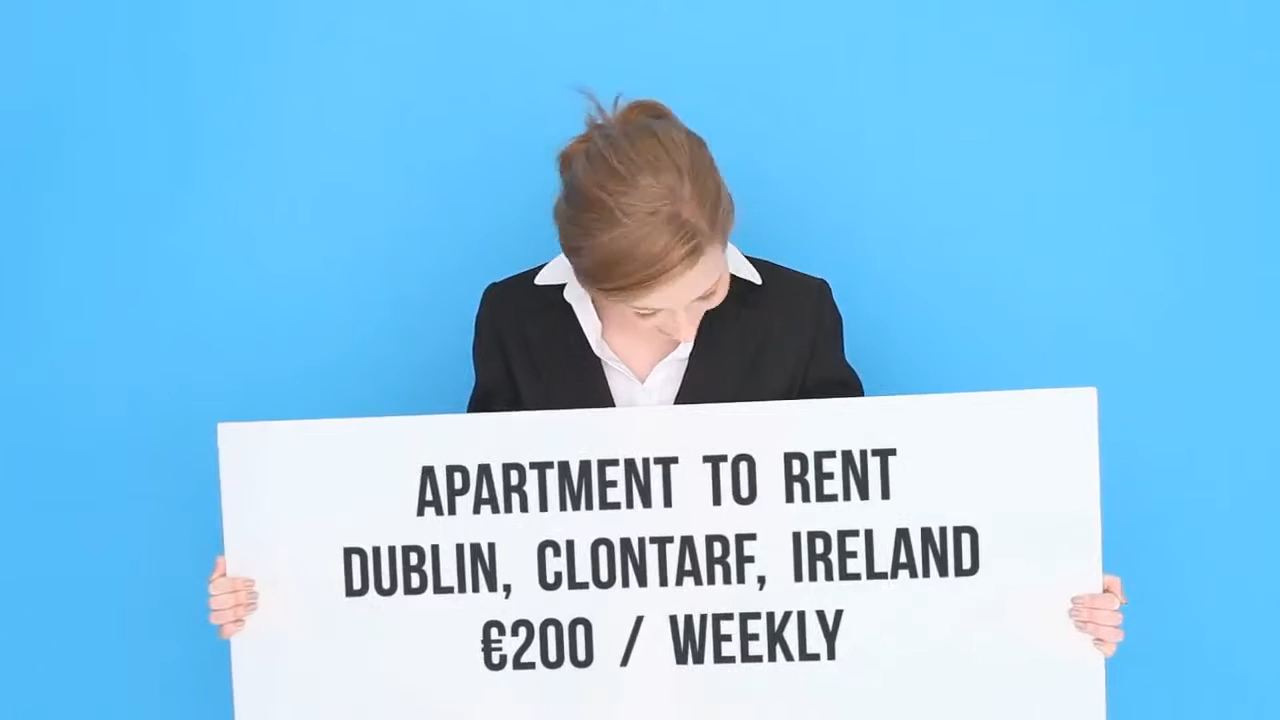 APARTMENT TO RENT
DUBLIN, CLONTARF, IRELAND
€200 / WEEKLY